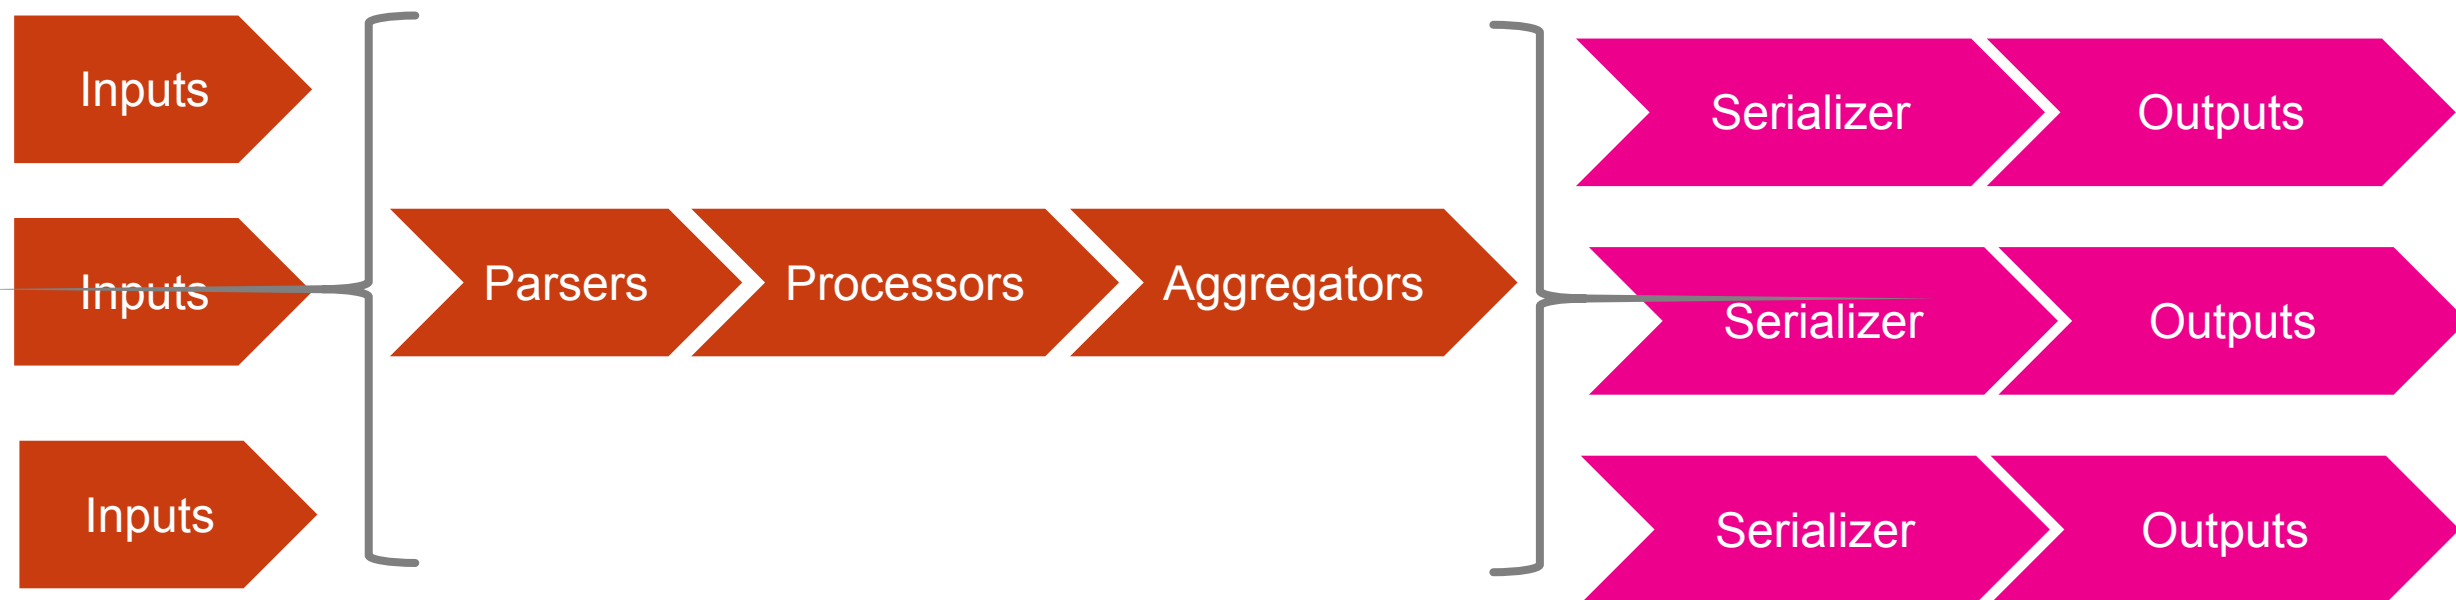 Inputs
Serializer
Outputs
Inputs
Parsers
Processors
Aggregators
Serializer
Outputs
Inputs
Serializer
Outputs